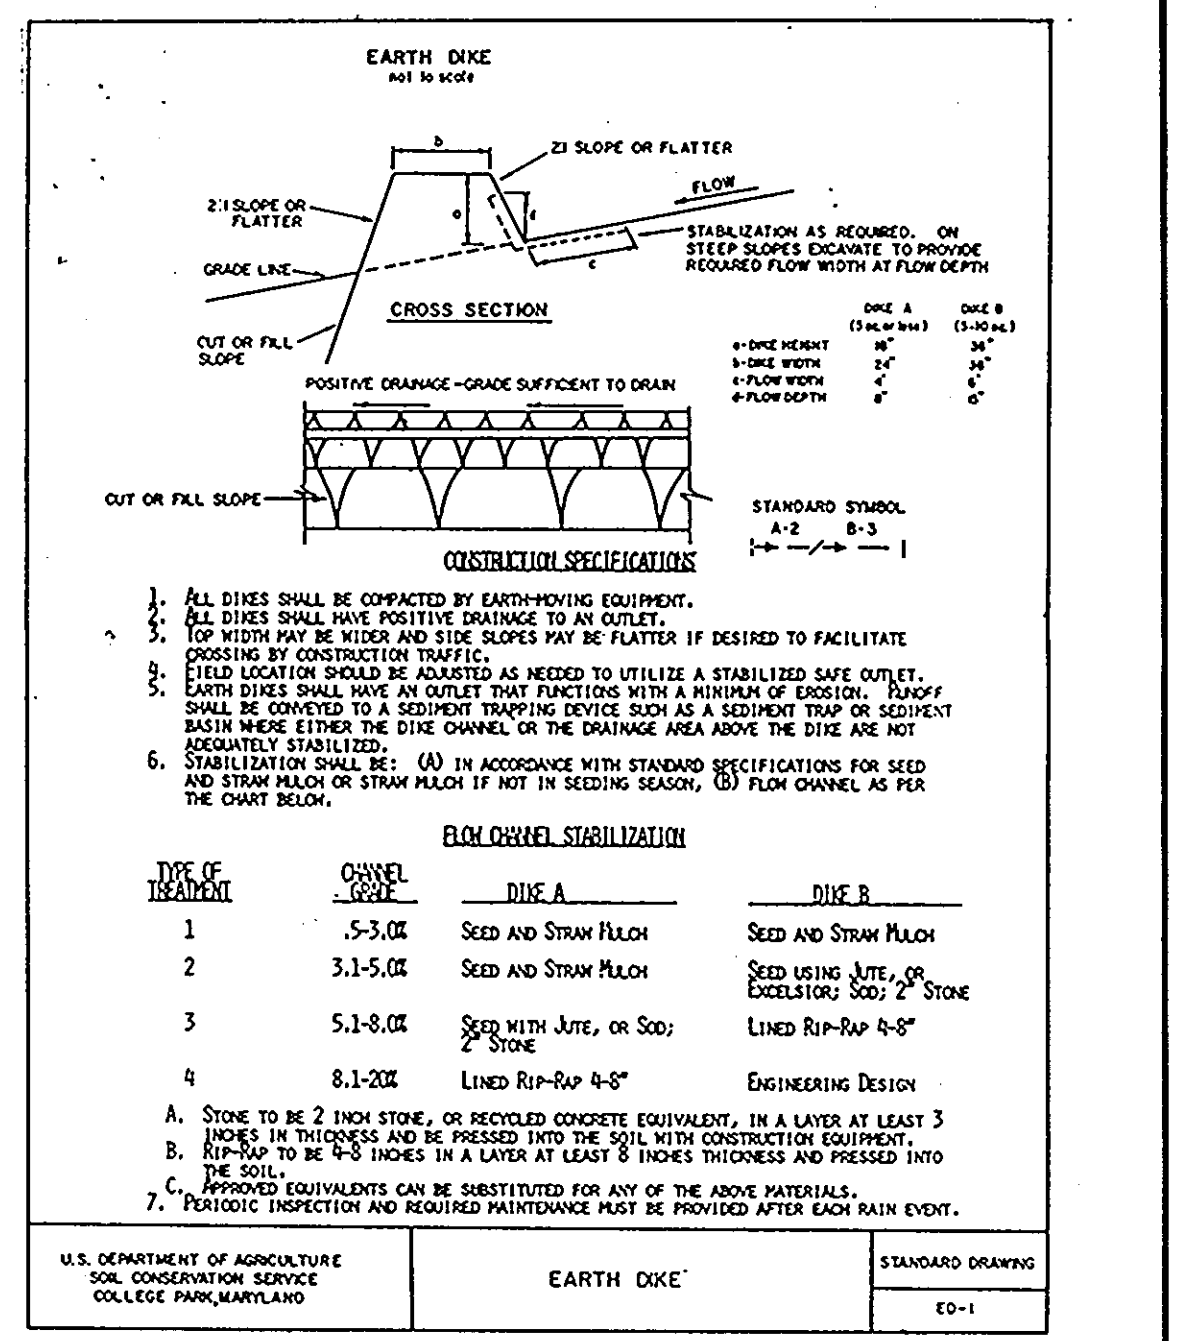 EARTH DIKE
not to scale
b
2:1 SLOPE OR FLATTER
FLOW
2:1 SLOPE OR
FLATTER
a
STABILIZATION AS REQUIRED. ON
STEEP SLOPES EXCAVATE TO PROVIDE
REQUIRED FLOW WIDTH AT FLOW DEPTH
c
GRADE LINE
CROSS SECTION
CUT OR FILL
SLOPE
DIKE A DIKE B
(5 ac. or less) (5-10 ac.)
a-DIKE HEIGHT 18" 36"
b-DIKE WIDTH 24" 36"
c-FLOW WIDTH 4' 6'
d-FLOW DEPTH 8" 15"
POSITIVE DRAINAGE-GRADE SUFFICIENT TO DRAIN
CUT OR FILL SLOPE
STANDARD SYMBOL
A-2 B-3
CONSTRUCTION SPECIFICATIONS
1. ALL DIKES SHALL BE COMPACTED BY EARTH-MOVING EQUIPMENT.
2. ALL DIKES SHALL HAVE POSITIVE DRAINAGE TO AN OUTLET.
3. TOP WIDTH MAY BE WIDER AND SIDE SLOPES MAY BE FLATTER IF DESIRED TO FACILITATE
CROSSING BY CONSTRUCTION TRAFFIC.
4. FIELD LOCATION SHOULD BE ADJUSTED AS NEEDED TO UTILIZE A STABILIZED SAFE OUTLET.
5. EARTH DIKES SHALL HAVE AN OUTLET THAT FUNCTIONS WITH A MINIMUM OF EROSION. RUNOFF
SHALL BE CONVEYED TO A SEDIMENT TRAPPING DEVICE SUCH AS A SEDIMENT TRAP OR SEDIMENT
BASIN WHERE EITHER THE DIKE CHANNEL OR THE DRAINAGE AREA ABOVE THE DIKE ARE NOT
ADEQUATELY STABILIZED.
6. STABILIZATION SHALL BE: (A) IN ACCORDANCE WITH STANDARD SPECIFICATIONS FOR SEED
AND STRAW MULCH OR STRAW MULCH IF NOT IN SEEDING SEASON, (B) FLOW CHANNEL AS PER
THE CHART BELOW.
FLOW CHANNEL STABILIZATION
TYPE OF TREATMENT CHANNEL GRADE DIKE A DIKE B
1 .5-3.0% SEED AND STRAW MULCH SEED AND STRAW MULCH
2 3.1-5.0% SEED AND STRAW MULCH SEED USING JUTE, OR
EXCELSIOR; SOD; 2" STONE
3 5.1-8.0% SEED WITH JUTE, OR SOD; LINED RIP-RAP 4-8"
2" STONE
4 8.1-20% LINED RIP-RAP 4-8" ENGINEERING DESIGN
A. STONE TO BE 2 INCH STONE, OR RECYCLED CONCRETE EQUIVALENT, IN A LAYER AT LEAST 3
INCHES IN THICKNESS AND BE PRESSED INTO THE SOIL WITH CONSTRUCTION EQUIPMENT.
B. RIP-RAP TO BE 4-8 INCHES IN A LAYER AT LEAST 8 INCHES THICKNESS AND PRESSED INTO
THE SOIL.
C. APPROVED EQUIVALENTS CAN BE SUBSTITUTED FOR ANY OF THE ABOVE MATERIALS.
7. PERIODIC INSPECTION AND REQUIRED MAINTENANCE MUST BE PROVIDED AFTER EACH RAIN EVENT.
U.S. DEPARTMENT OF AGRICULTURE
SOIL CONSERVATION SERVICE
COLLEGE PARK, MARYLAND
EARTH DIKE
STANDARD DRAWING
ED-1